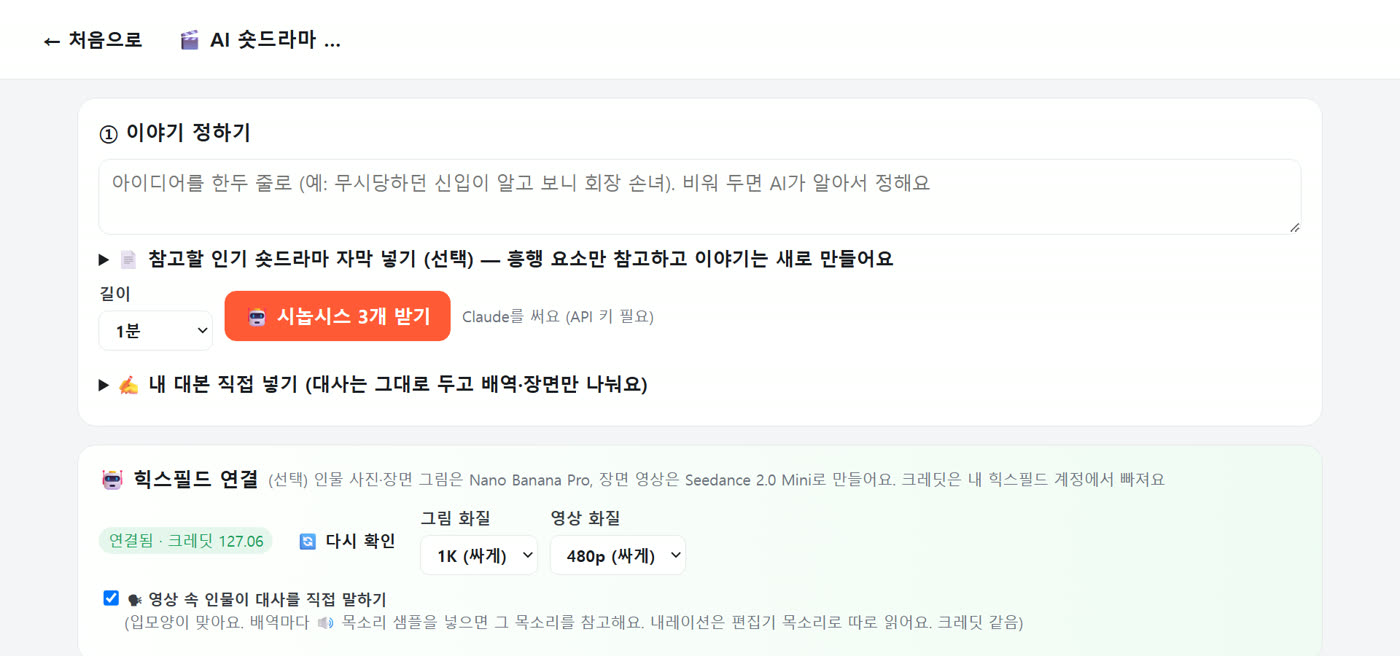 ← 처음으로 🎬 AI 숏드라마 ...
① 이야기 정하기
아이디어를 한두 줄로 (예: 무시당하던 신입이 알고 보니 회장 손녀). 비워 두면 AI가 알아서 정해요
▶ 📄 참고할 인기 숏드라마 자막 넣기 (선택) — 흥행 요소만 참고하고 이야기는 새로 만들어요
길이
1분 🤖 시놉시스 3개 받기 Claude를 써요 (API 키 필요)
▶ ✍️ 내 대본 직접 넣기 (대사는 그대로 두고 배역·장면만 나눠요)
🤖 힉스필드 연결 (선택) 인물 사진·장면 그림은 Nano Banana Pro, 장면 영상은 Seedance 2.0 Mini로 만들어요. 크레딧은 내 힉스필드 계정에서 빠져요
그림 화질 영상 화질
연결됨 · 크레딧 127.06 🔄 다시 확인 1K (싸게) 480p (싸게)
🗣 영상 속 인물이 대사를 직접 말하기
(입모양이 맞아요. 배역마다 🔊 목소리 샘플을 넣으면 그 목소리를 참고해요. 내레이션은 편집기 목소리로 따로 읽어요. 크레딧 같음)